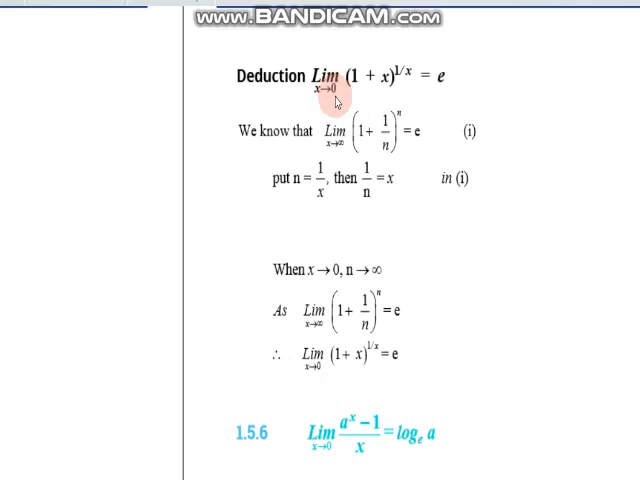 www.BANDICAM.com
Deduction Lim x→0 (1 + x)^1/x = e
We know that Lim x→∞ (1 + 1/n)^n = e (i)
put n = 1/x, then 1/n = x in (i)
When x → 0, n → ∞
As Lim x→∞ (1 + 1/n)^n = e
∴ Lim x→0 (1 + x)^1/x = e
1.5.6 Lim x→0 a^x − 1 / x = log_e a